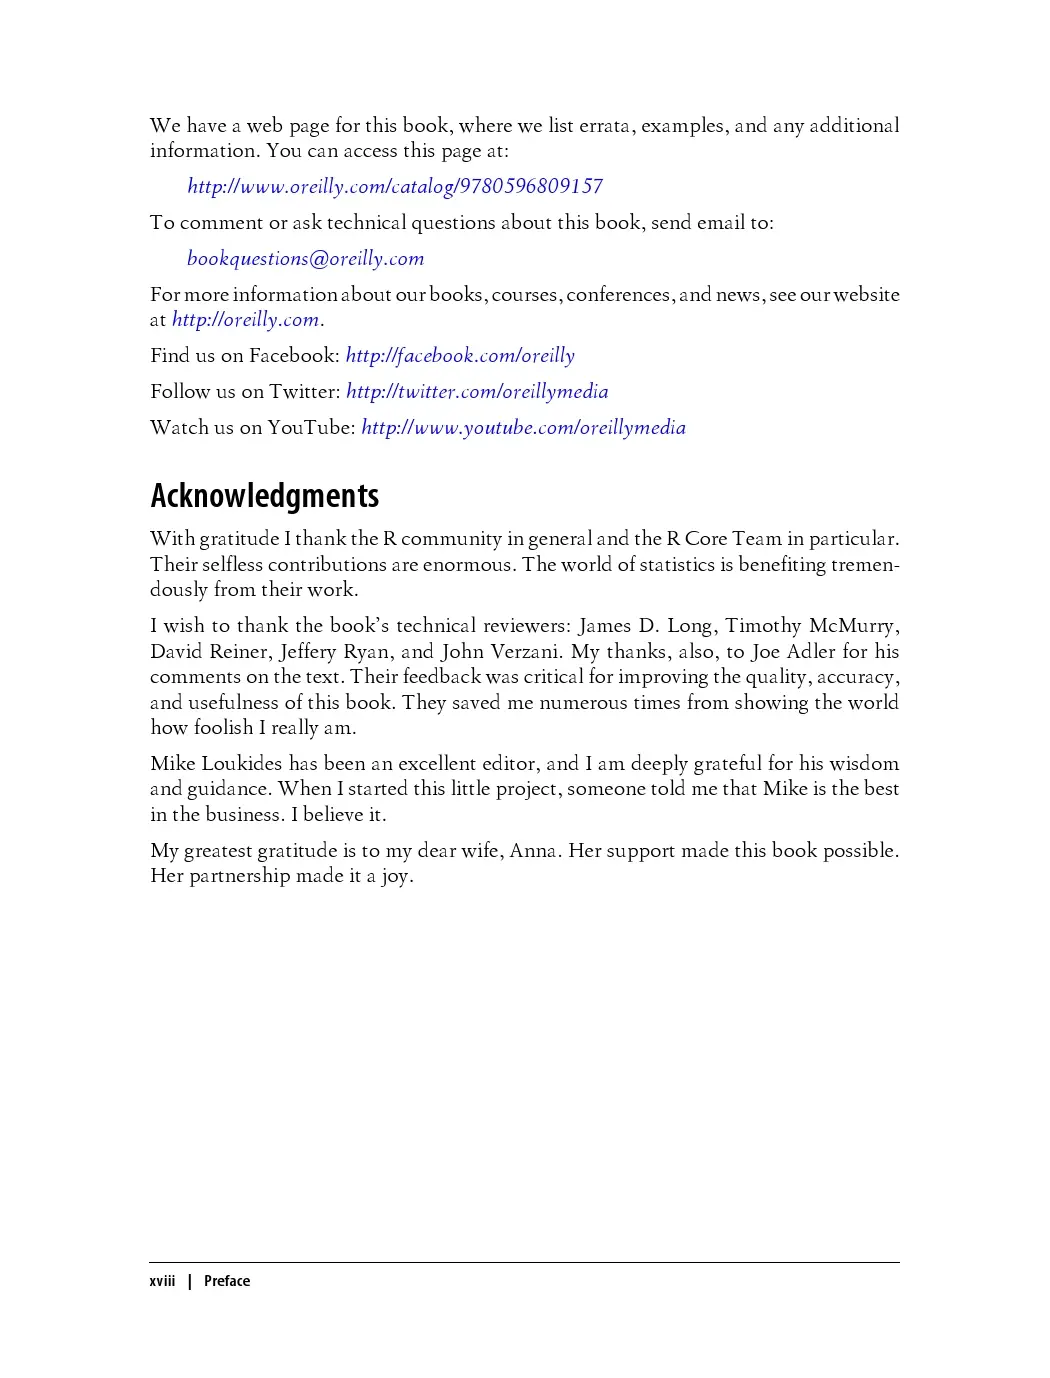 We have a web page for this book, where we list errata, examples, and any additional
information. You can access this page at:
http://www.oreilly.com/catalog/9780596809157
To comment or ask technical questions about this book, send email to:
bookquestions@oreilly.com
For more information about our books, courses, conferences, and news, see our website
at http://oreilly.com.
Find us on Facebook: http://facebook.com/oreilly
Follow us on Twitter: http://twitter.com/oreillymedia
Watch us on YouTube: http://www.youtube.com/oreillymedia
Acknowledgments
With gratitude I thank the R community in general and the R Core Team in particular.
Their selfless contributions are enormous. The world of statistics is benefiting tremen-
dously from their work.
I wish to thank the book’s technical reviewers: James D. Long, Timothy McMurry,
David Reiner, Jeffery Ryan, and John Verzani. My thanks, also, to Joe Adler for his
comments on the text. Their feedback was critical for improving the quality, accuracy,
and usefulness of this book. They saved me numerous times from showing the world
how foolish I really am.
Mike Loukides has been an excellent editor, and I am deeply grateful for his wisdom
and guidance. When I started this little project, someone told me that Mike is the best
in the business. I believe it.
My greatest gratitude is to my dear wife, Anna. Her support made this book possible.
Her partnership made it a joy.
xviii | Preface